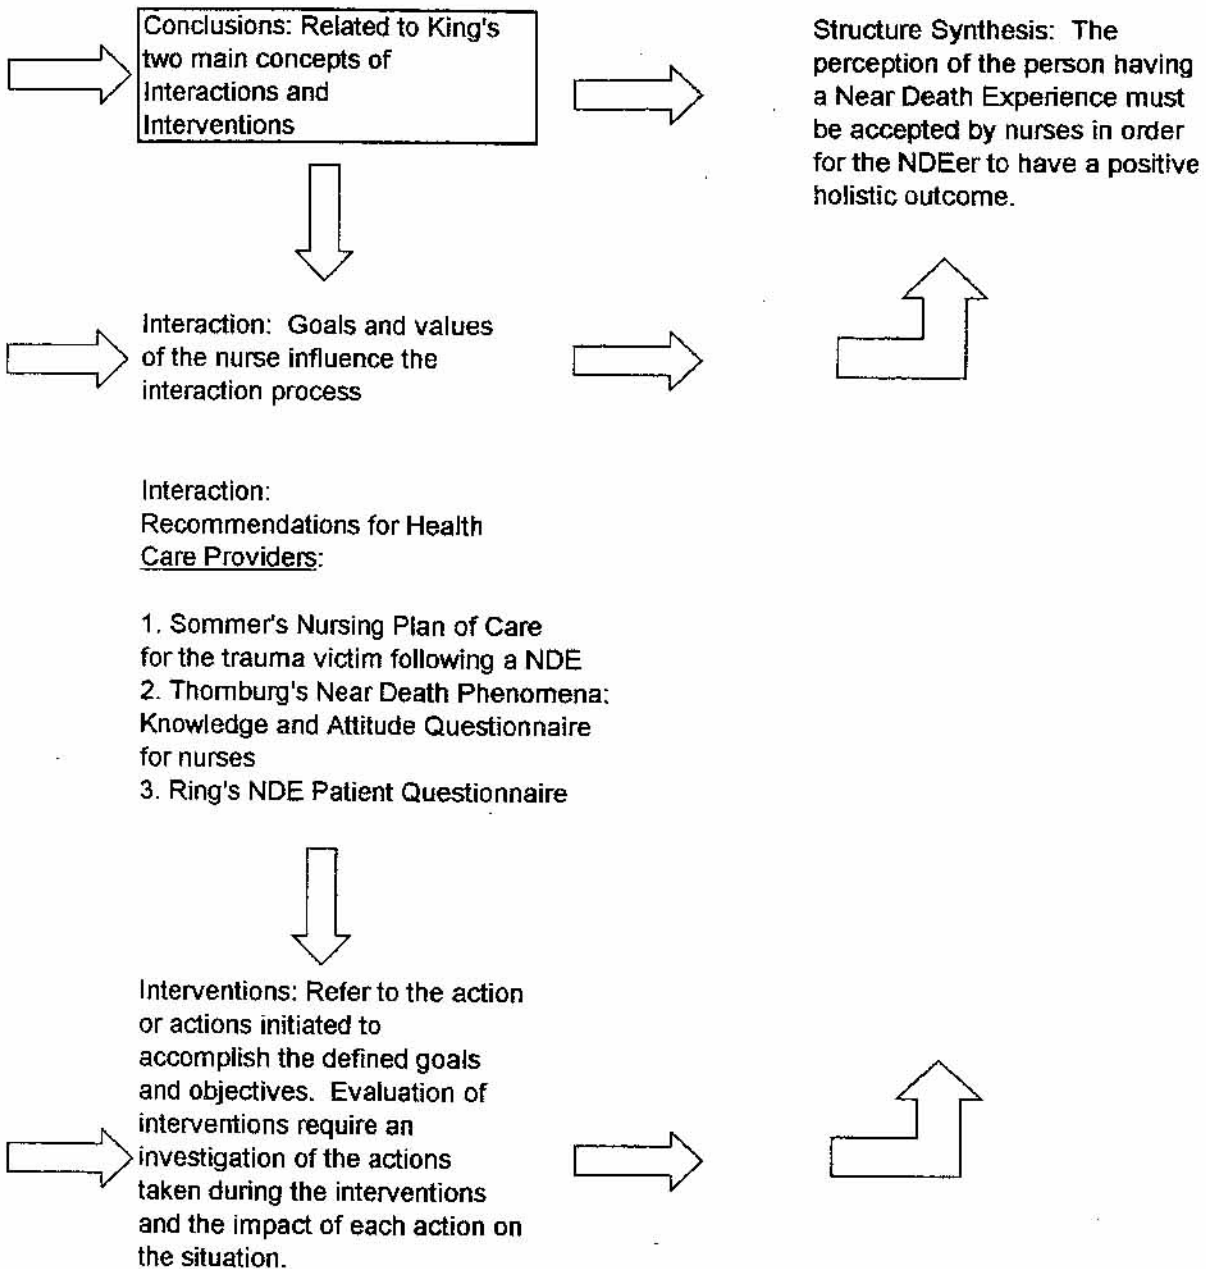 Conclusions: Related to King's
two main concepts of
Interactions and
Interventions
Structure Synthesis: The
perception of the person having
a Near Death Experience must
be accepted by nurses in order
for the NDEer to have a positive
holistic outcome.
Interaction: Goals and values
of the nurse influence the
interaction process
Interaction:
Recommendations for Health
Care Providers:
1. Sommer's Nursing Plan of Care
for the trauma victim following a NDE
2. Thornburg's Near Death Phenomena:
Knowledge and Attitude Questionnaire
for nurses
3. Ring's NDE Patient Questionnaire
Interventions: Refer to the action
or actions initiated to
accomplish the defined goals
and objectives. Evaluation of
interventions require an
investigation of the actions
taken during the interventions
and the impact of each action on
the situation.